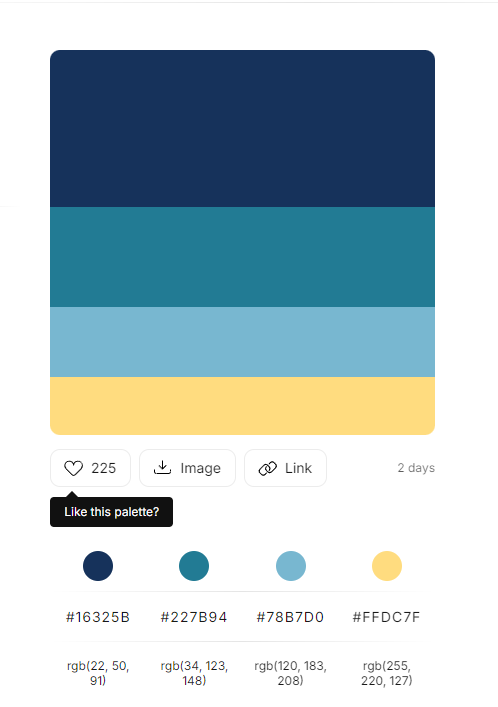 225 Image Link 2 days
Like this palette?
#16325B #227B94 #78B7D0 #FFDC7F
rgb(22, 50, rgb(34, 123, rgb(120, 183, rgb(255,
91) 148) 208) 220, 127)